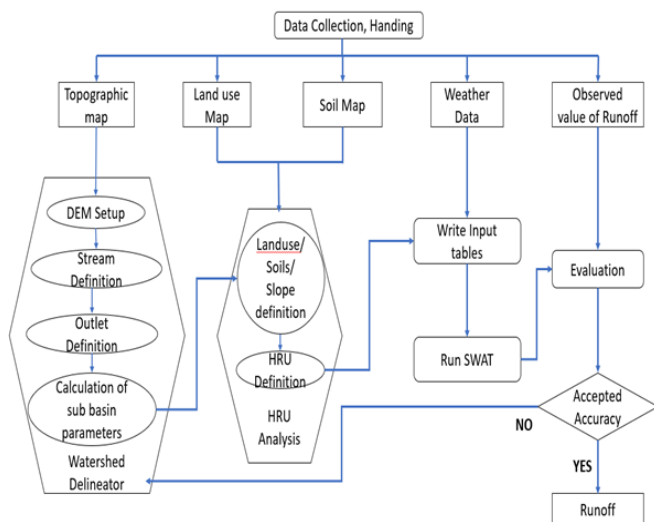 Data Collection, Handing
Topographic
map
Land use
Map
Soil Map
Weather
Data
Observed
value of Runoff
DEM Setup
Stream
Definition
Outlet Definition
Calculation of
sub basin
parameters
Watershed
Delineator
Landuse/
Soils/
Slope
definition
HRU
Definition
HRU
Analysis
Write Input
tables
Run SWAT
Evaluation
Accepted
Accuracy
NO
YES
Runoff